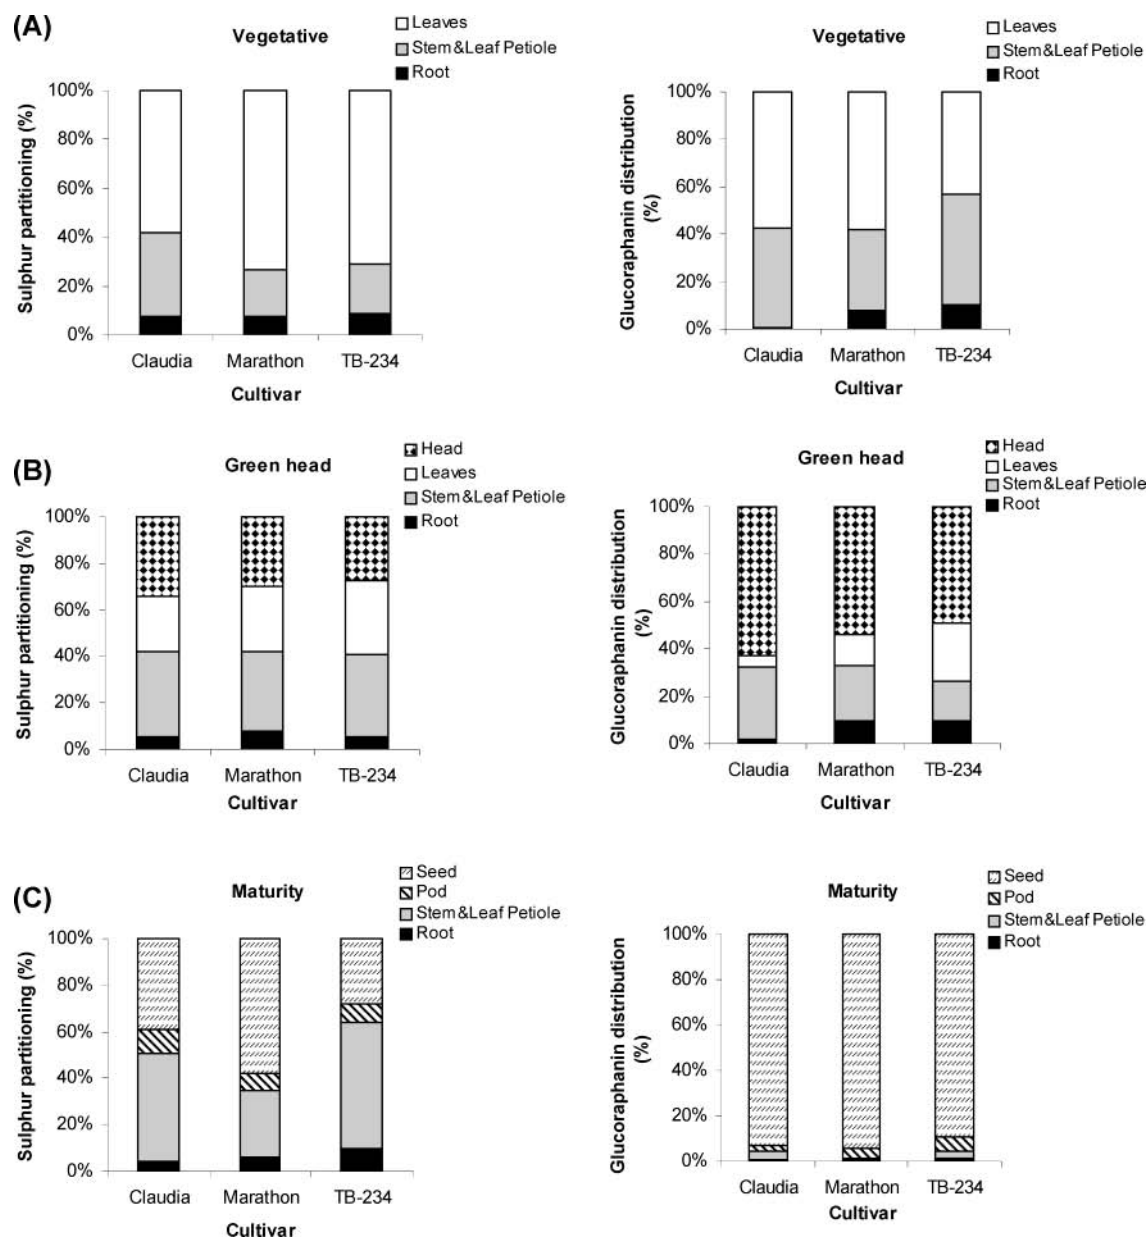 (A)
Vegetative
Leaves
Stem&Leaf Petiole
Root
Sulphur partitioning (%)
100%
80%
60%
40%
20%
0%
Claudia Marathon TB-234
Cultivar
Vegetative
Leaves
Stem&Leaf Petiole
Root
Glucoraphanin distribution
(%)
100%
80%
60%
40%
20%
0%
Claudia Marathon TB-234
Cultivar
(B)
Green head
Head
Leaves
Stem&Leaf Petiole
Root
Sulphur partitioning (%)
100%
80%
60%
40%
20%
0%
Claudia Marathon TB-234
Cultivar
Green head
Head
Leaves
Stem&Leaf Petiole
Root
Glucoraphanin distribution
(%)
100%
80%
60%
40%
20%
0%
Claudia Marathon TB-234
Cultivar
(C)
Maturity
Seed
Pod
Stem&Leaf Petiole
Root
Sulphur partitioning (%)
100%
80%
60%
40%
20%
0%
Claudia Marathon TB-234
Cultivar
Maturity
Seed
Pod
Stem&Leaf Petiole
Root
Glucoraphanin distribution
(%)
100%
80%
60%
40%
20%
0%
Claudia Marathon TB-234
Cultivar